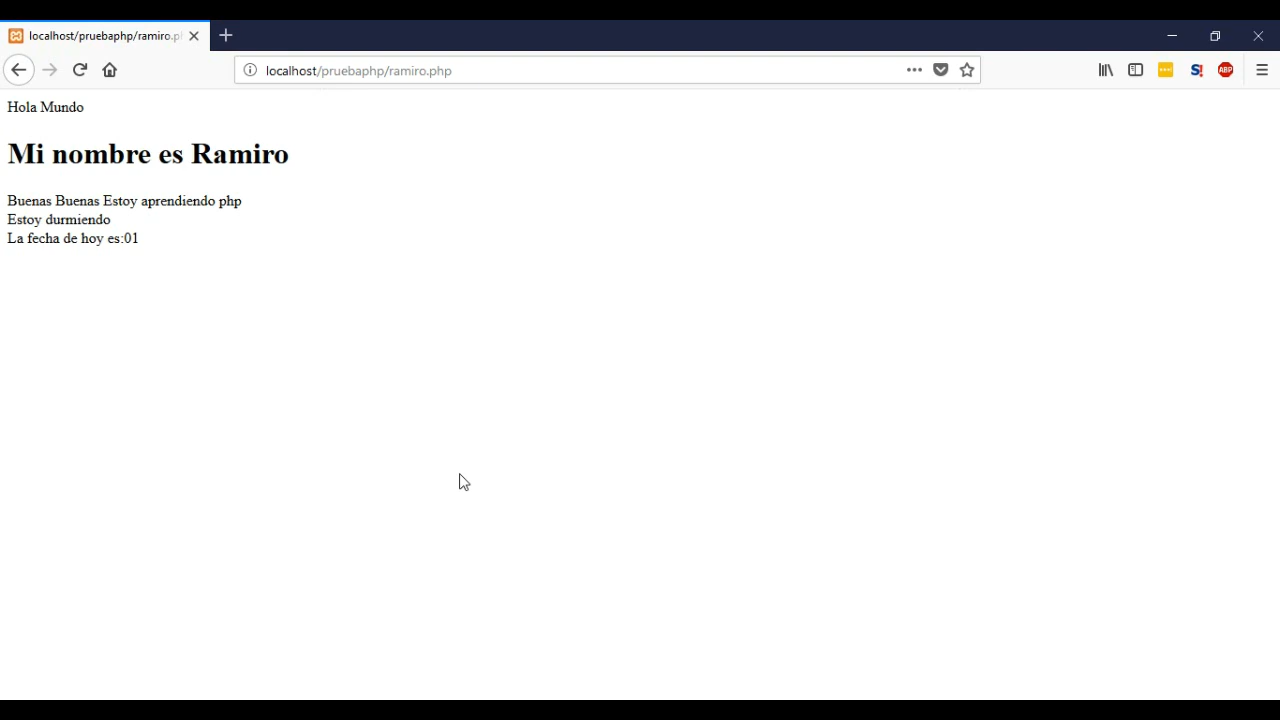 localhost/pruebaphp/ramiro.p
localhost/pruebaphp/ramiro.php
S!
ABP
Hola Mundo
Mi nombre es Ramiro
Buenas Buenas Estoy aprendiendo php
Estoy durmiendo
La fecha de hoy es:01